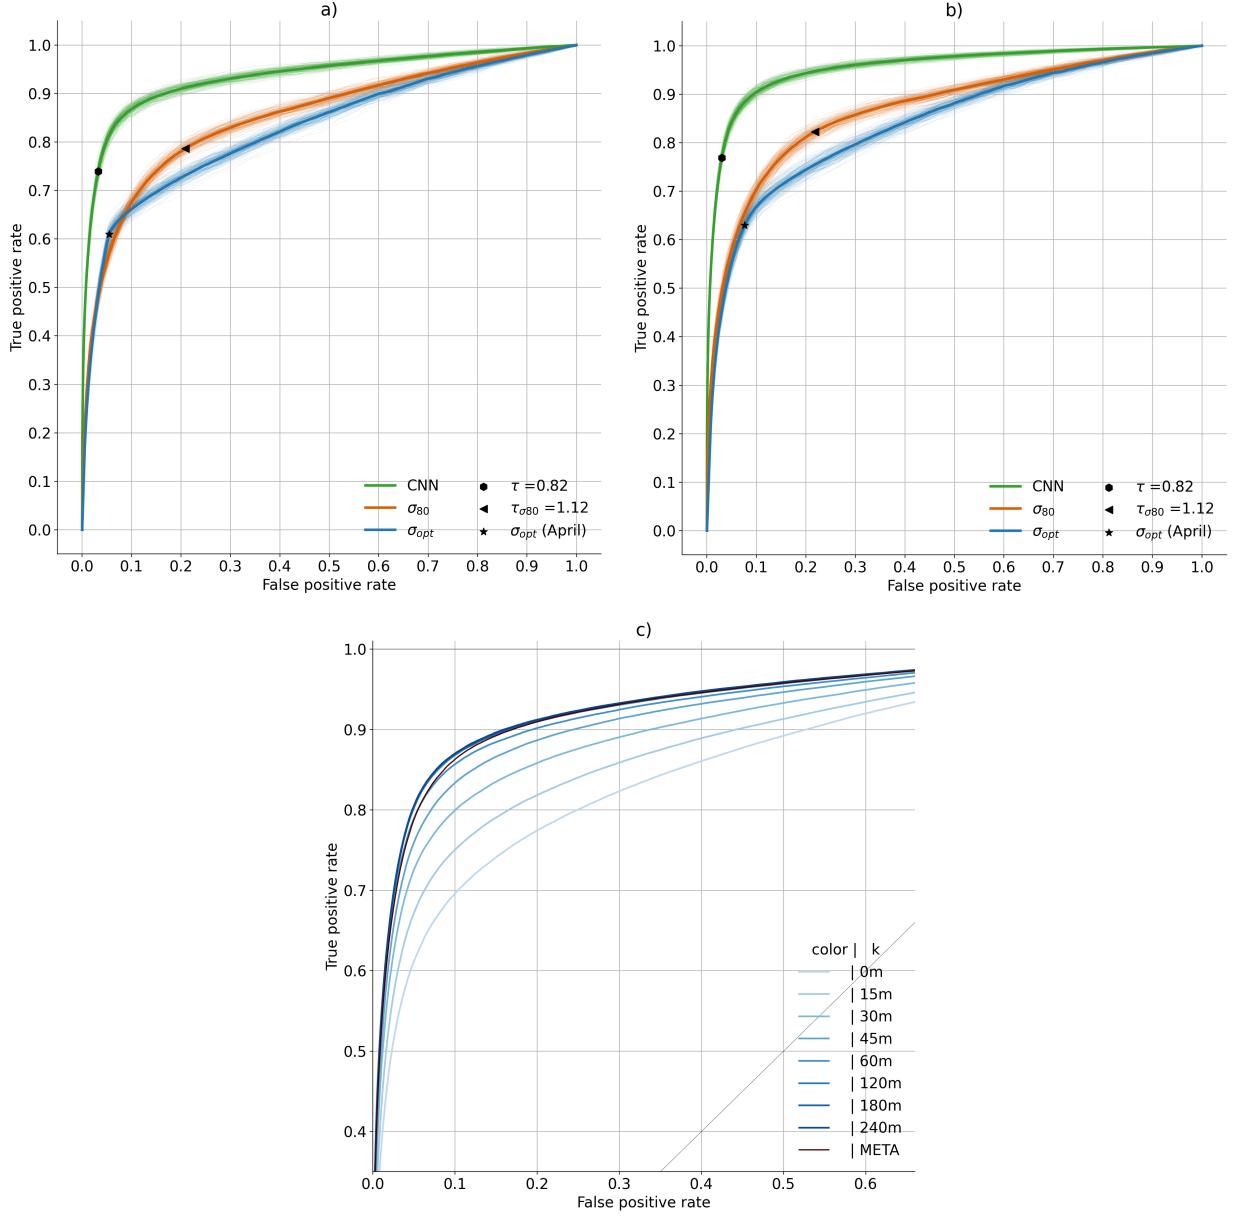 a)
True positive rate
1.0
0.9
0.8
0.7
0.6
0.5
0.4
0.3
0.2
0.1
0.0
CNN τ =0.82
σ80 τσ80 =1.12
σopt σopt (April)
0.0 0.1 0.2 0.3 0.4 0.5 0.6 0.7 0.8 0.9 1.0
False positive rate
b)
True positive rate
1.0
0.9
0.8
0.7
0.6
0.5
0.4
0.3
0.2
0.1
0.0
CNN τ =0.82
σ80 τσ80 =1.12
σopt σopt (April)
0.0 0.1 0.2 0.3 0.4 0.5 0.6 0.7 0.8 0.9 1.0
False positive rate
c)
True positive rate
1.0
0.9
0.8
0.7
0.6
0.5
0.4
color | k
| 0m
| 15m
| 30m
| 45m
| 60m
| 120m
| 180m
| 240m
| META
0.0 0.1 0.2 0.3 0.4 0.5 0.6
False positive rate